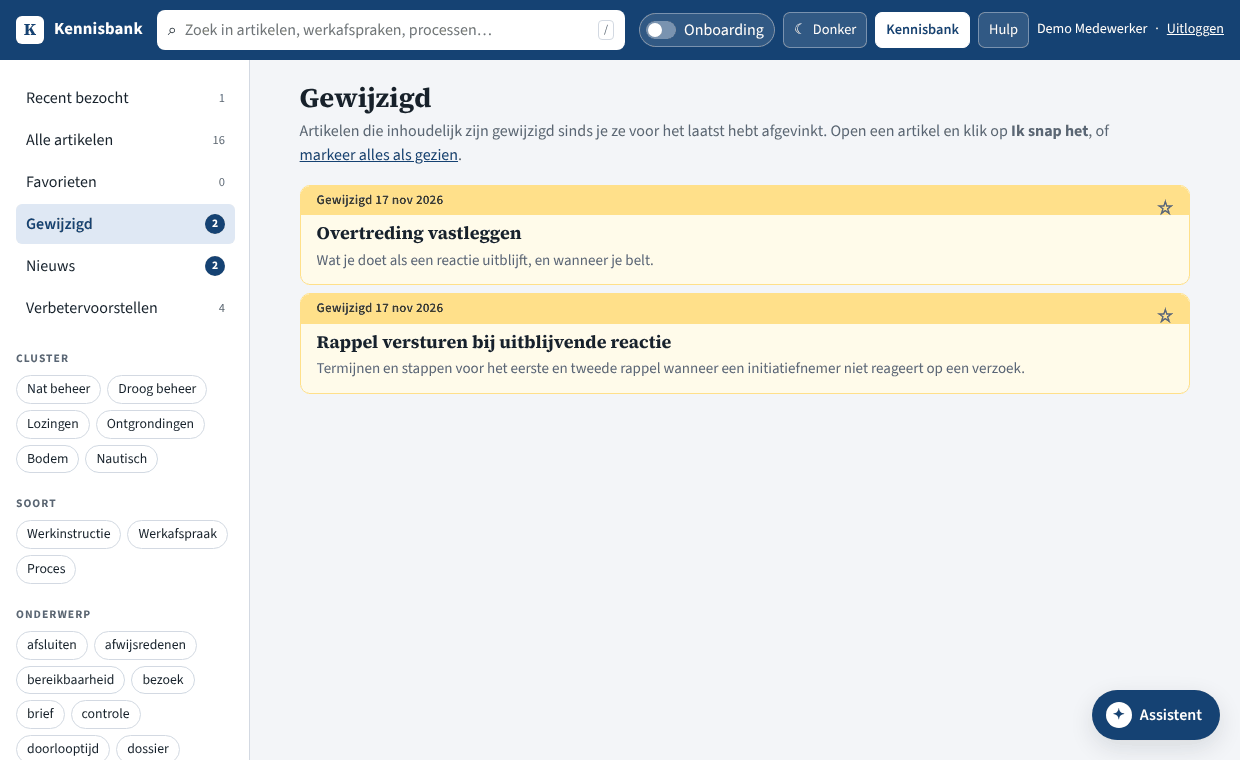 K Kennisbank
Zoek in artikelen, werkafspraken, processen…
/
Onboarding
Donker
Kennisbank
Hulp
Demo Medewerker · Uitloggen
Recent bezocht 1
Alle artikelen 16
Favorieten 0
Gewijzigd 2
Nieuws 2
Verbetervoorstellen 4
CLUSTER
Nat beheer Droog beheer
Lozingen Ontgrondingen
Bodem Nautisch
SOORT
Werkinstructie Werkafspraak
Proces
ONDERWERP
afsluiten afwijsredenen
bereikbaarheid bezoek
brief controle
doorlooptijd dossier
Gewijzigd
Artikelen die inhoudelijk zijn gewijzigd sinds je ze voor het laatst hebt afgevinkt. Open een artikel en klik op Ik snap het, of
markeer alles als gezien.
Gewijzigd 17 nov 2026
Overtreding vastleggen
Wat je doet als een reactie uitblijft, en wanneer je belt.
Gewijzigd 17 nov 2026
Rappel versturen bij uitblijvende reactie
Termijnen en stappen voor het eerste en tweede rappel wanneer een initiatiefnemer niet reageert op een verzoek.
Assistent